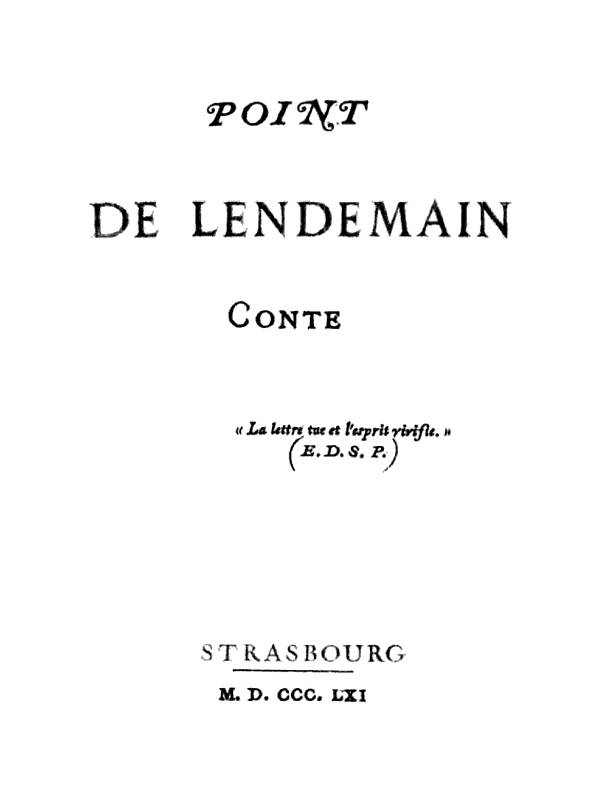 POINT
DE LENDEMAIN
CONTE
« La lettre tue et l'esprit vivifie. »
(E. D. S. P.)
STRASBOURG
M. D. CCC. LXI